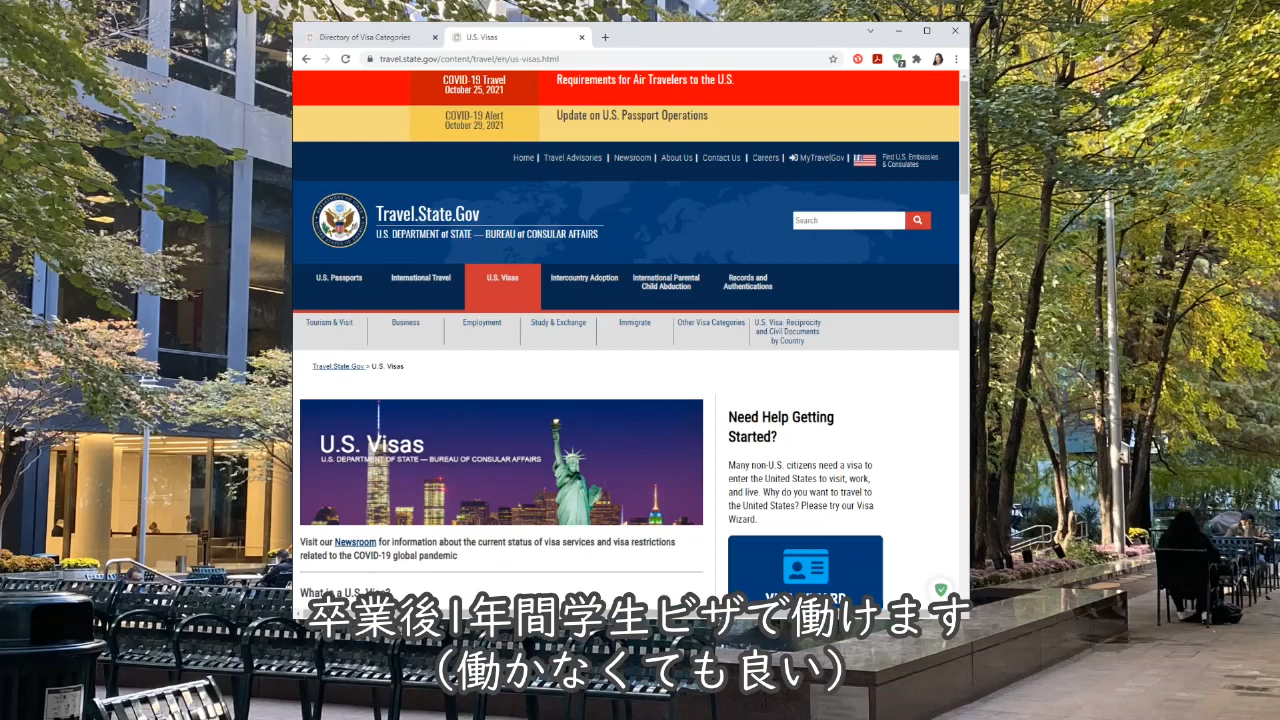 Directory of Visa Categories
U.S. Visas
travel.state.gov/content/travel/en/us-visas.html
COVID-19 Travel
October 25, 2021
Requirements for Air Travelers to the U.S.
COVID-19 Alert
October 29, 2021
Update on U.S. Passport Operations
Home | Travel Advisories | Newsroom | About Us | Contact Us | Careers | MyTravelGov | Find U.S. Embassies
& Consulates
Travel.State.Gov
U.S. DEPARTMENT of STATE — BUREAU of CONSULAR AFFAIRS
Search
U.S. Passports
International Travel
U.S. Visas
Intercountry Adoption
International Parental
Child Abduction
Records and
Authentications
Tourism & Visit
Business
Employment
Study & Exchange
Immigrate
Other Visa Categories
U.S. Visa: Reciprocity
and Civil Documents
by Country
Travel.State.Gov > U.S. Visas
U.S. Visas
U.S. DEPARTMENT OF STATE — BUREAU OF CONSULAR AFFAIRS
Visit our Newsroom for information about the current status of visa services and visa restrictions
related to the COVID-19 global pandemic
What is a U.S. Visa?
Need Help Getting
Started?
Many non-U.S. citizens need a visa to
enter the United States to visit, work,
and live. Why do you want to travel to
the United States? Please try our Visa
Wizard.
卒業後1年間学生ビザで働けます
(働かなくても良い)